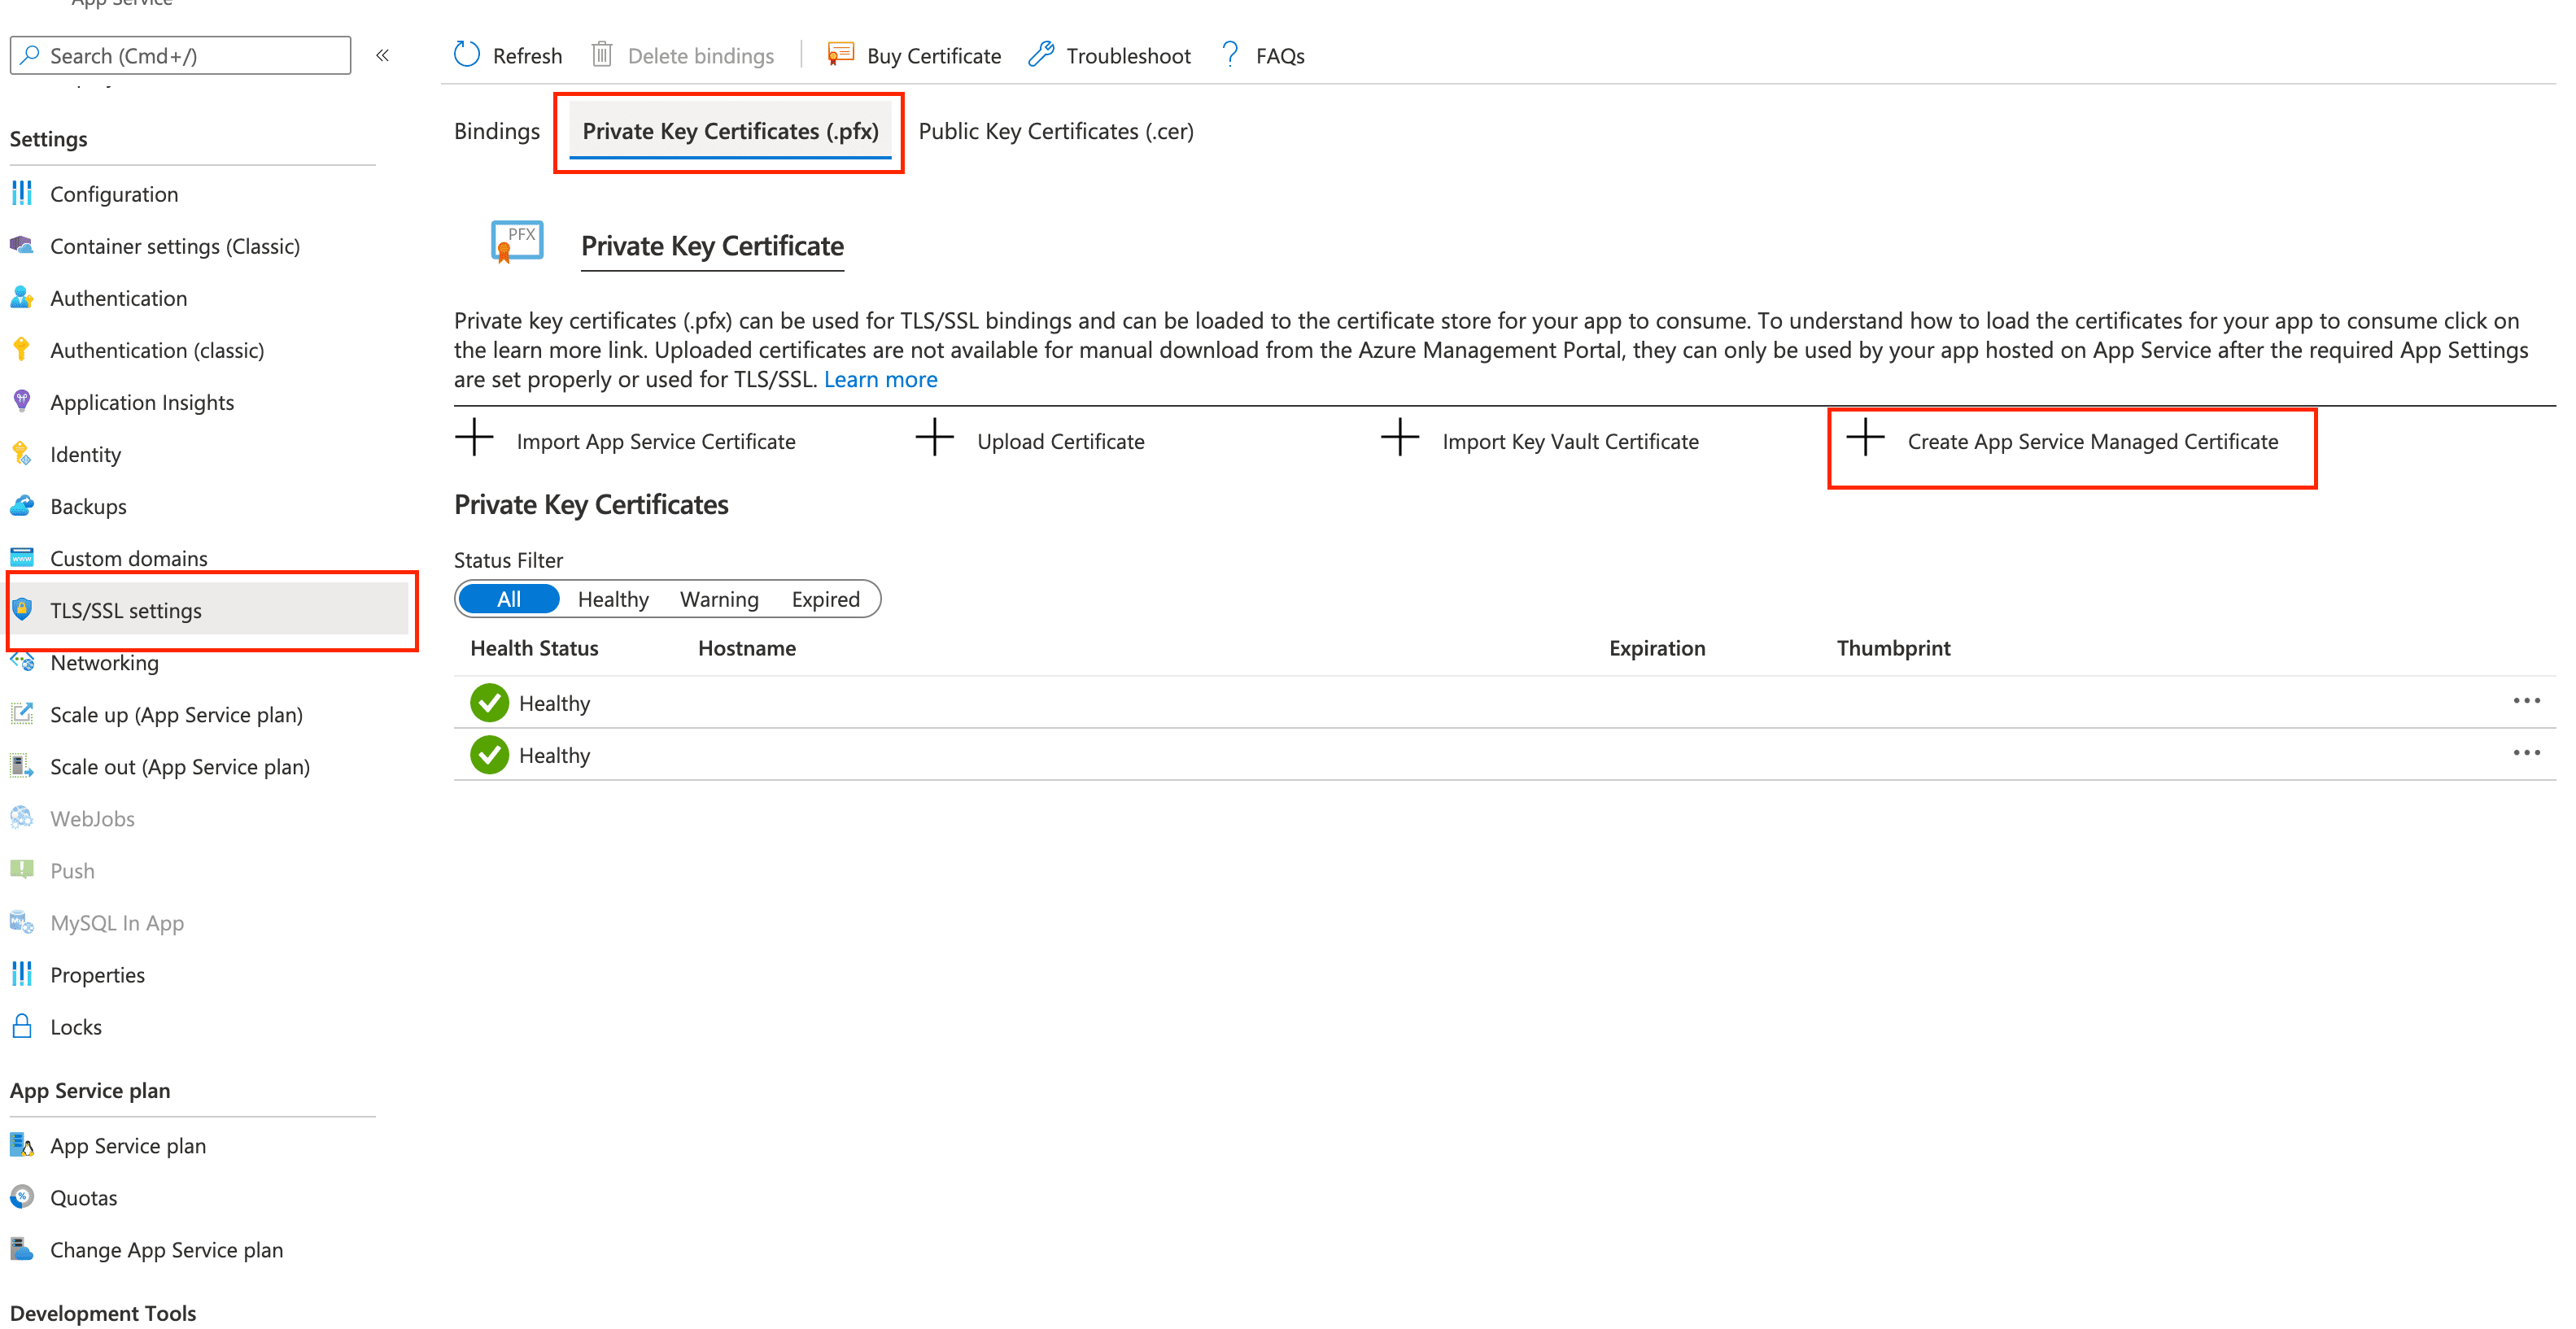 App Service
Search (Cmd+/)
«
Refresh
Delete bindings
Buy Certificate
Troubleshoot
? FAQs
Settings
Configuration
Container settings (Classic)
Authentication
Authentication (classic)
Application Insights
Identity
Backups
Custom domains
TLS/SSL settings
Networking
Scale up (App Service plan)
Scale out (App Service plan)
WebJobs
Push
MySQL In App
Properties
Locks
App Service plan
App Service plan
Quotas
Change App Service plan
Development Tools
Bindings
Private Key Certificates (.pfx)
Public Key Certificates (.cer)
PFX
Private Key Certificate
Private key certificates (.pfx) can be used for TLS/SSL bindings and can be loaded to the certificate store for your app to consume. To understand how to load the certificates for your app to consume click on
the learn more link. Uploaded certificates are not available for manual download from the Azure Management Portal, they can only be used by your app hosted on App Service after the required App Settings
are set properly or used for TLS/SSL. Learn more
Import App Service Certificate
Upload Certificate
Import Key Vault Certificate
Create App Service Managed Certificate
Private Key Certificates
Status Filter
All Healthy Warning Expired
Health Status Hostname Expiration Thumbprint
Healthy
Healthy